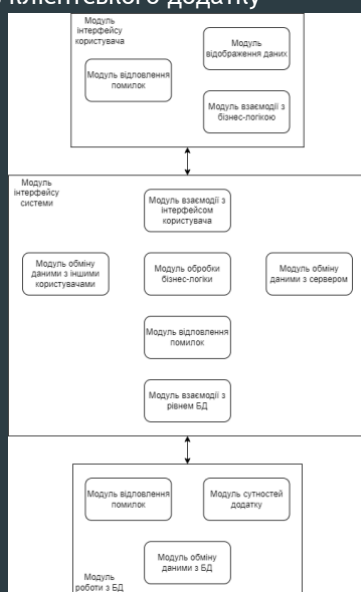 клієнтського додатку
Модуль
інтерфейсу
користувача
Модуль
відображення даних
Модуль відловлення
помилок
Модуль взаємодії з
бізнес-логікою
Модуль
інтерфейсу
системи
Модуль взаємодії з
інтерфейсом
користувача
Модуль обміну
даними з іншими
користувачами
Модуль обробки
бізнес-логіки
Модуль обміну
даними з сервером
Модуль відловлення
помилок
Модуль взаємодії з
рівнем БД
Модуль відловлення
помилок
Модуль сутностей
додатку
Модуль обміну
даними з БД
Модуль
роботи з БД